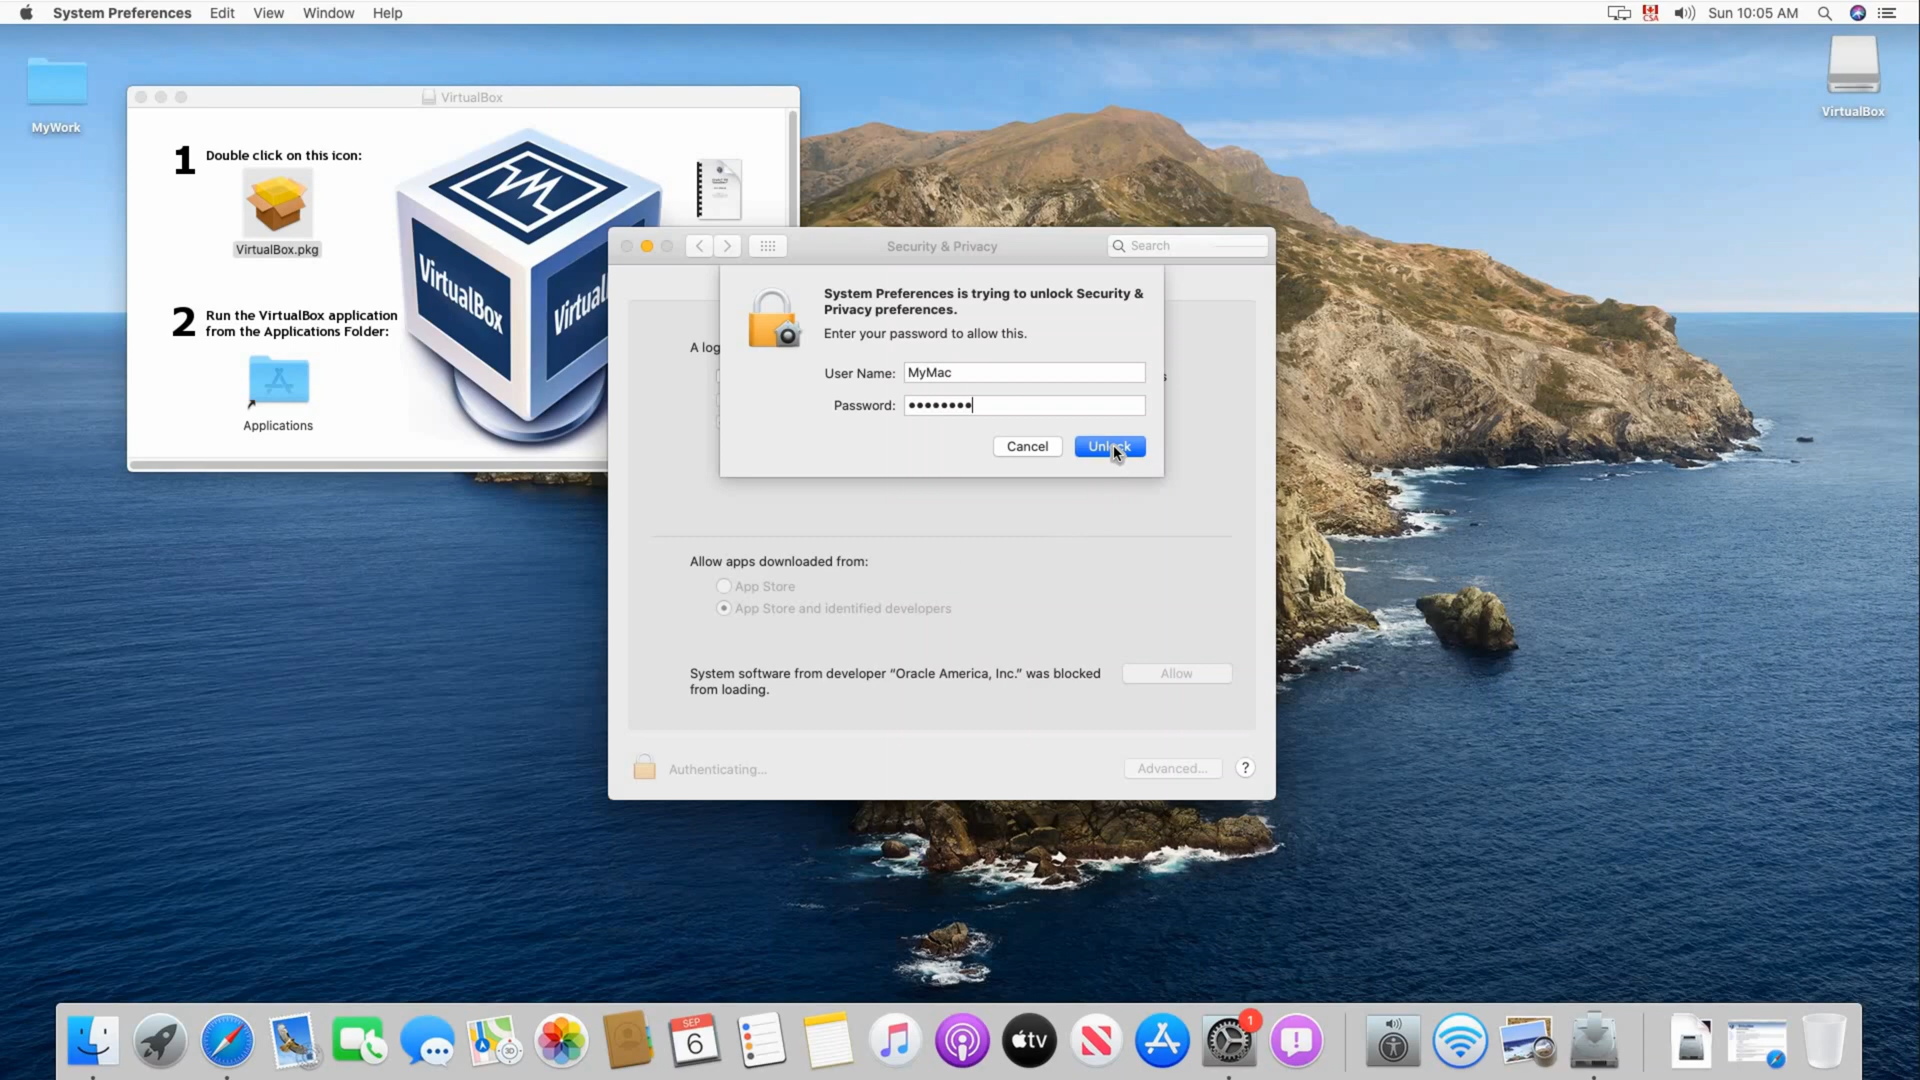 System Preferences Edit View Window Help
CSA
Sun 10:05 AM
MyWork
VirtualBox
VirtualBox
1 Double click on this icon:
VirtualBox.pkg
2 Run the VirtualBox application
from the Applications Folder:
Applications
VirtualBox
Security & Privacy
Search
System Preferences is trying to unlock Security &
Privacy preferences.
Enter your password to allow this.
User Name: MyMac
Password: ••••••••
Cancel
Unlock
A log
s
Allow apps downloaded from:
App Store
App Store and identified developers
System software from developer “Oracle America, Inc.” was blocked
from loading.
Allow
Authenticating...
Advanced...
?
SEP
6
tv
1
3D